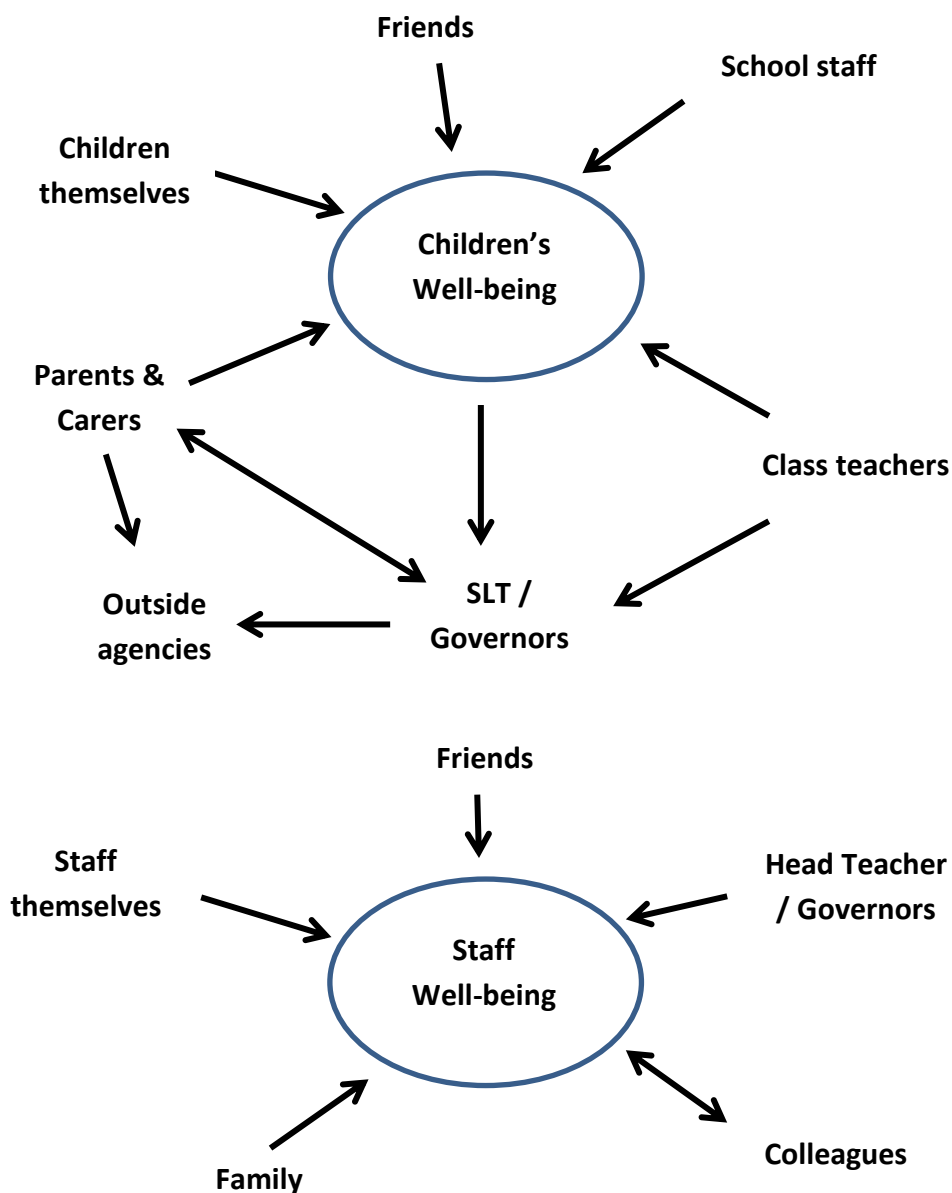 Friends
School staff
Children
themselves
Children’s
Well-being
Parents &
Carers
Class teachers
SLT /
Governors
Outside
agencies
Friends
Staff
themselves
Head Teacher
/ Governors
Staff
Well-being
Colleagues
Family